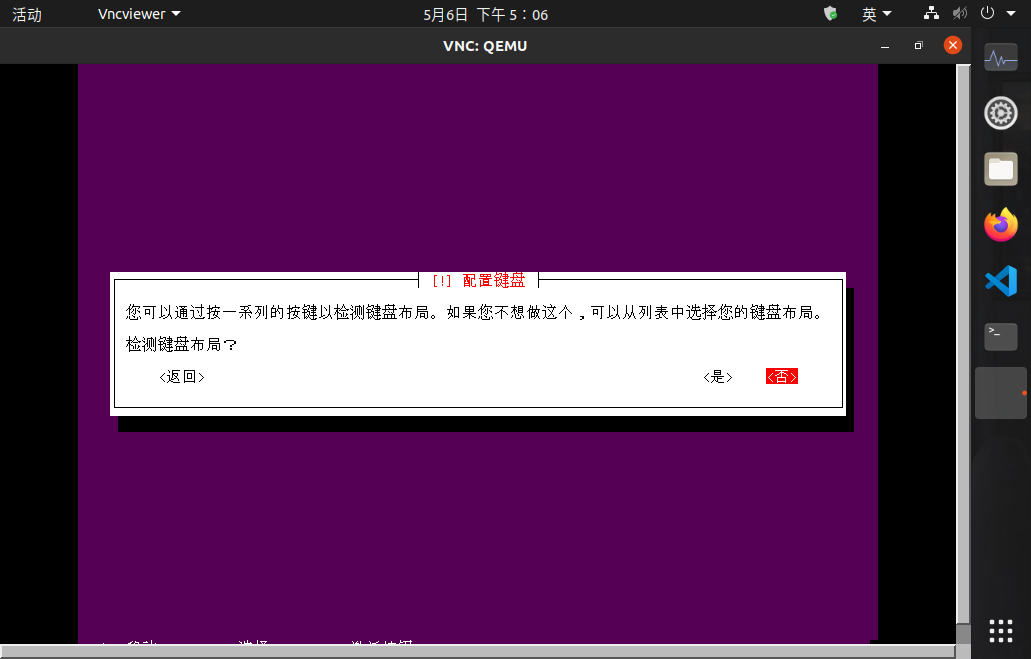 活动 Vncviewer 5月6日 下午 5：06 英
VNC: QEMU
[!] 配置键盘
您可以通过按一系列的按键以检测键盘布局。如果您不想做这个，可以从列表中选择您的键盘布局。
检测键盘布局？
<返回> <是> <否>